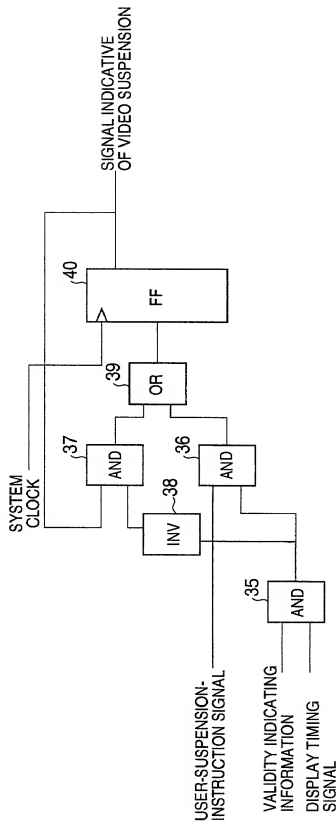 SIGNAL INDICATIVE
OF VIDEO SUSPENSION
SYSTEM
CLOCK
40
FF
39
OR
37
AND
36
AND
38
INV
35
AND
USER-SUSPENSION-
INSTRUCTION SIGNAL
VALIDITY INDICATING
INFORMATION
DISPLAY TIMING
SIGNAL